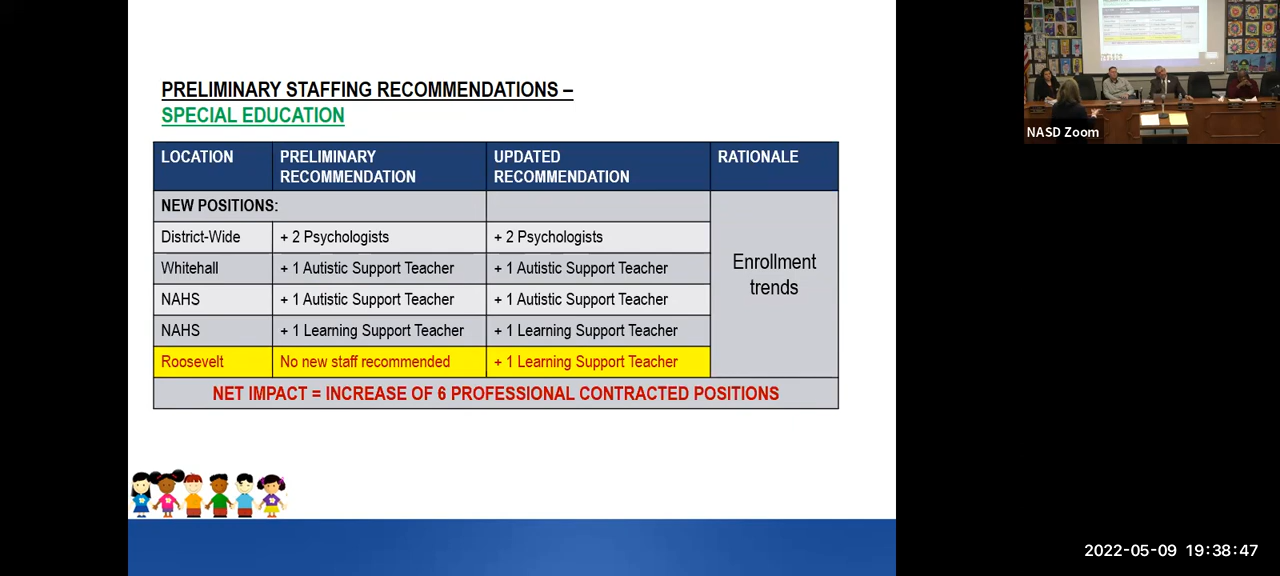 PRELIMINARY STAFFING RECOMMENDATIONS –
SPECIAL EDUCATION
LOCATION PRELIMINARY RECOMMENDATION UPDATED RECOMMENDATION RATIONALE
NEW POSITIONS:
District-Wide + 2 Psychologists + 2 Psychologists
Whitehall + 1 Autistic Support Teacher + 1 Autistic Support Teacher
Enrollment trends
NAHS + 1 Autistic Support Teacher + 1 Autistic Support Teacher
NAHS + 1 Learning Support Teacher + 1 Learning Support Teacher
Roosevelt No new staff recommended + 1 Learning Support Teacher
NET IMPACT = INCREASE OF 6 PROFESSIONAL CONTRACTED POSITIONS
NASD Zoom
2022-05-09 19:38:47